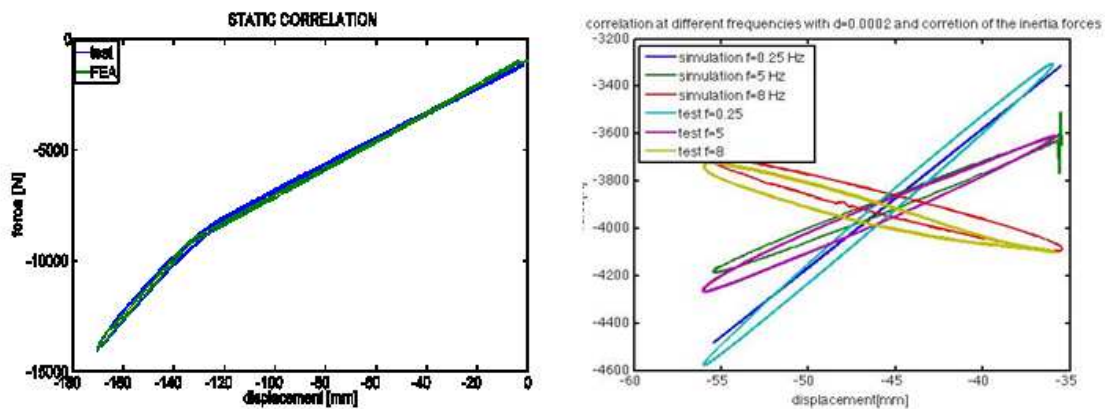 STATIC CORRELATION
0
test
FEA
-5000
force [N]
-10000
-15000
-180
-160
-140
-120
-100
-80
-60
-40
-20
0
displacement [mm]
correlation at different frequencies with d=0.0002 and corretion of the inertia forces
-3200
simulation f=0.25 Hz
simulation f=5 Hz
-3400
simulation f=8 Hz
test f=0.25
-3600
test f=5
test f=8
-3800
-4000
-4200
-4400
-4600
-60
-55
-50
-45
-40
-35
displacement[mm]